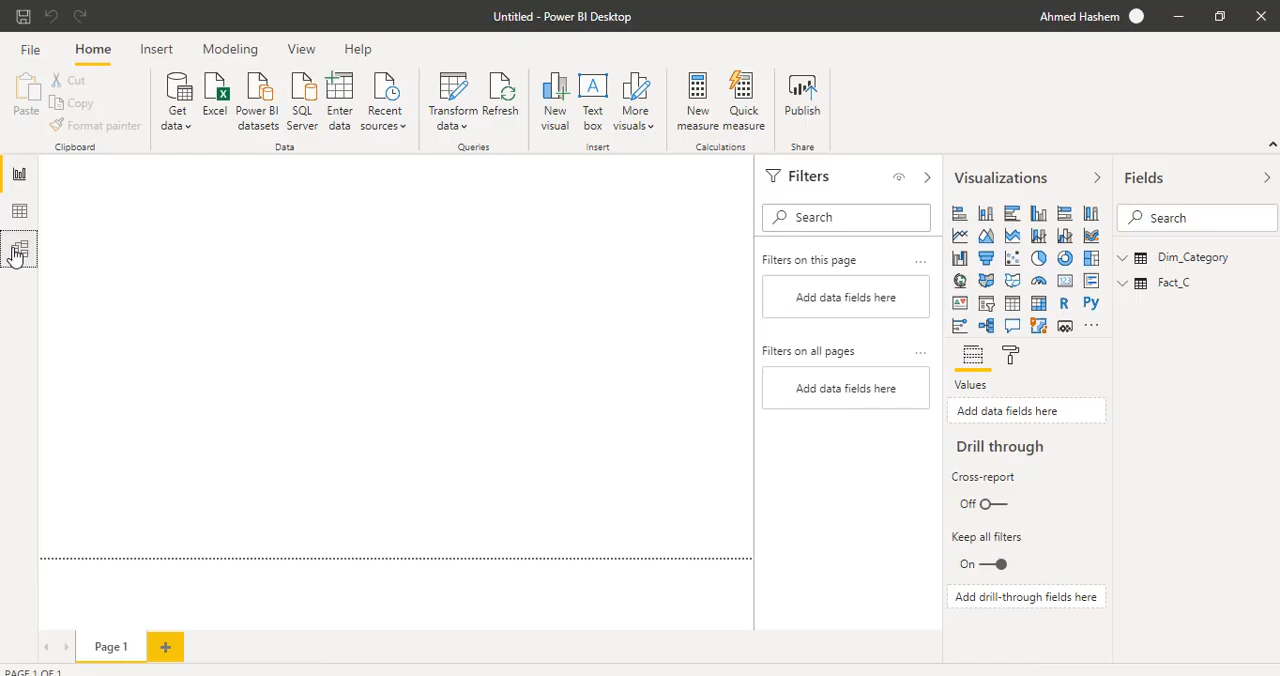 Untitled - Power BI Desktop
Ahmed Hashem
File Home Insert Modeling View Help
Paste
Cut
Copy
Format painter
Clipboard
Get data
Excel
Power BI datasets
SQL Server
Enter data
Recent sources
Data
Transform data
Refresh
Queries
New visual
Text box
More visuals
Insert
New measure
Quick measure
Calculations
Publish
Share
Filters
Search
Filters on this page
...
Add data fields here
Filters on all pages
...
Add data fields here
Visualizations
123
R
Py
...
Values
Add data fields here
Drill through
Cross-report
Off
Keep all filters
On
Add drill-through fields here
Fields
Search
Dim_Category
Fact_C
Page 1
+
PAGE 1 OF 1